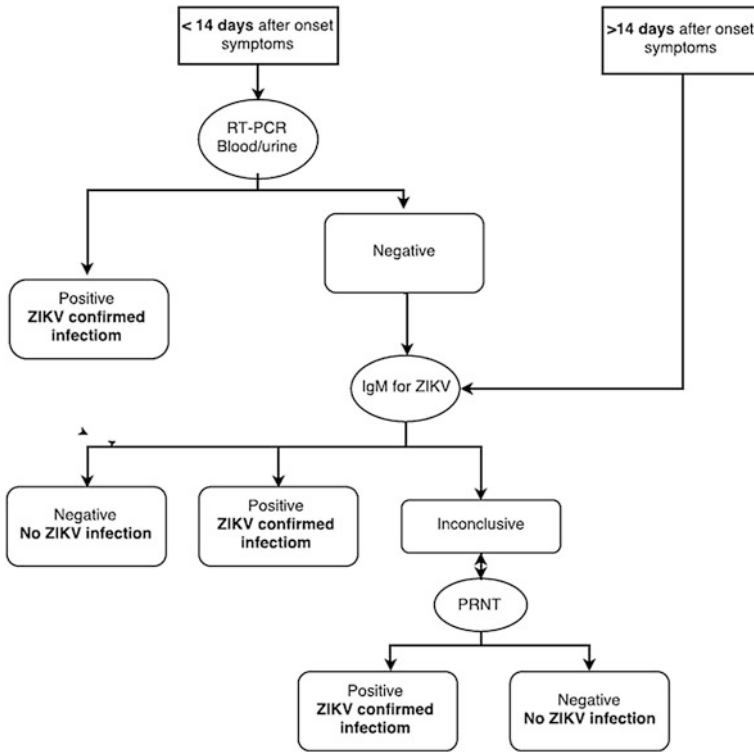 < 14 days after onset
symptoms
>14 days after onset
symptoms
RT-PCR
Blood/urine
Negative
Positive
ZIKV confirmed
infectiom
IgM for ZIKV
Negative
No ZIKV infection
Positive
ZIKV confirmed
infectiom
Inconclusive
PRNT
Positive
ZIKV confirmed
infectiom
Negative
No ZIKV infection